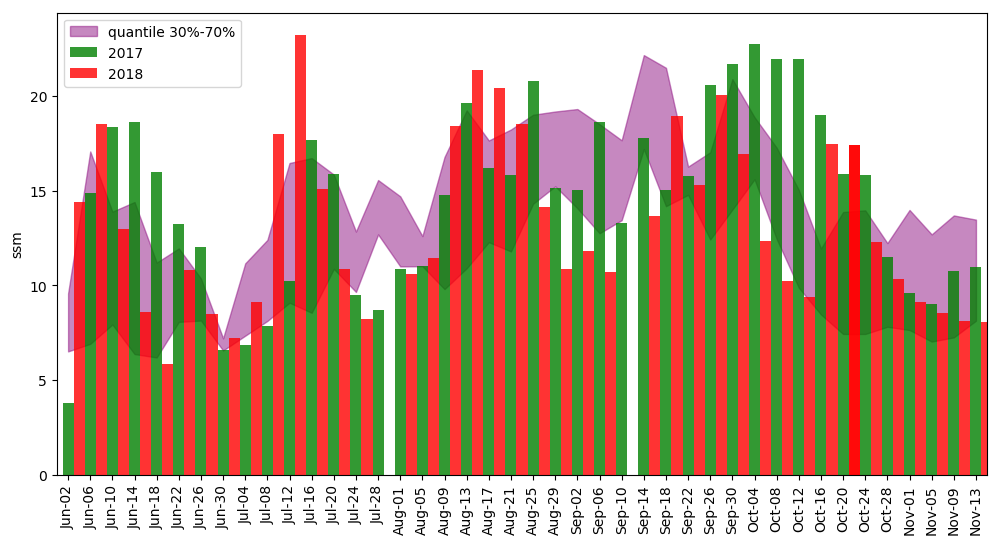 quantile 30%-70%
2017
2018
ssm
20
15
10
5
0
Jun-02
Jun-06
Jun-10
Jun-14
Jun-18
Jun-22
Jun-26
Jun-30
Jul-04
Jul-08
Jul-12
Jul-16
Jul-20
Jul-24
Jul-28
Aug-01
Aug-05
Aug-09
Aug-13
Aug-17
Aug-21
Aug-25
Aug-29
Sep-02
Sep-06
Sep-10
Sep-14
Sep-18
Sep-22
Sep-26
Sep-30
Oct-04
Oct-08
Oct-12
Oct-16
Oct-20
Oct-24
Oct-28
Nov-01
Nov-05
Nov-09
Nov-13